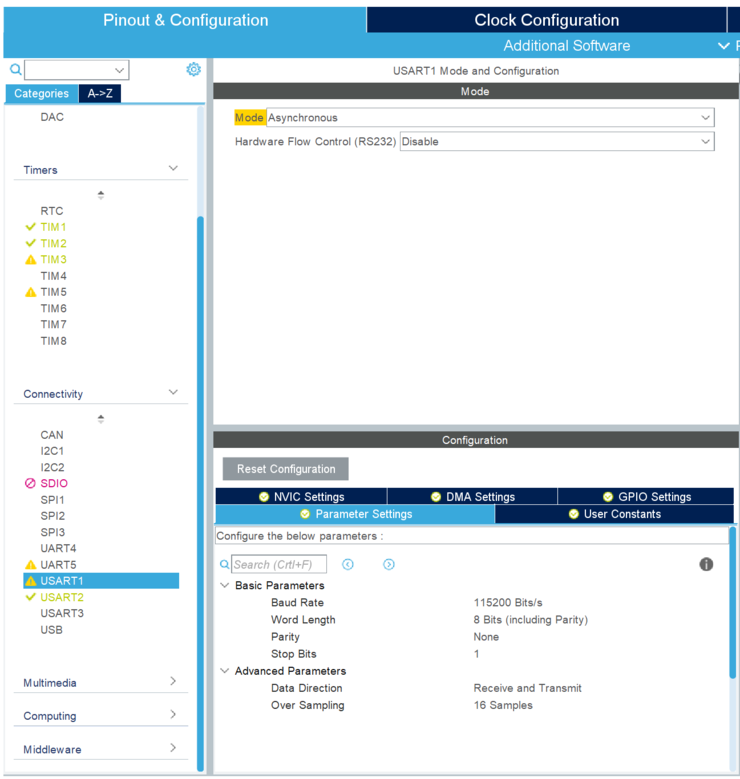 Pinout & Configuration
Clock Configuration
Additional Software
Categories
A->Z
DAC
Timers
RTC
TIM1
TIM2
TIM3
TIM4
TIM5
TIM6
TIM7
TIM8
Connectivity
CAN
I2C1
I2C2
SDIO
SPI1
SPI2
SPI3
UART4
UART5
USART1
USART2
USART3
USB
Multimedia
Computing
Middleware
USART1 Mode and Configuration
Mode
Mode Asynchronous
Hardware Flow Control (RS232) Disable
Configuration
Reset Configuration
NVIC Settings
DMA Settings
GPIO Settings
Parameter Settings
User Constants
Configure the below parameters :
Search (Crtl+F)
Basic Parameters
Baud Rate 115200 Bits/s
Word Length 8 Bits (including Parity)
Parity None
Stop Bits 1
Advanced Parameters
Data Direction Receive and Transmit
Over Sampling 16 Samples